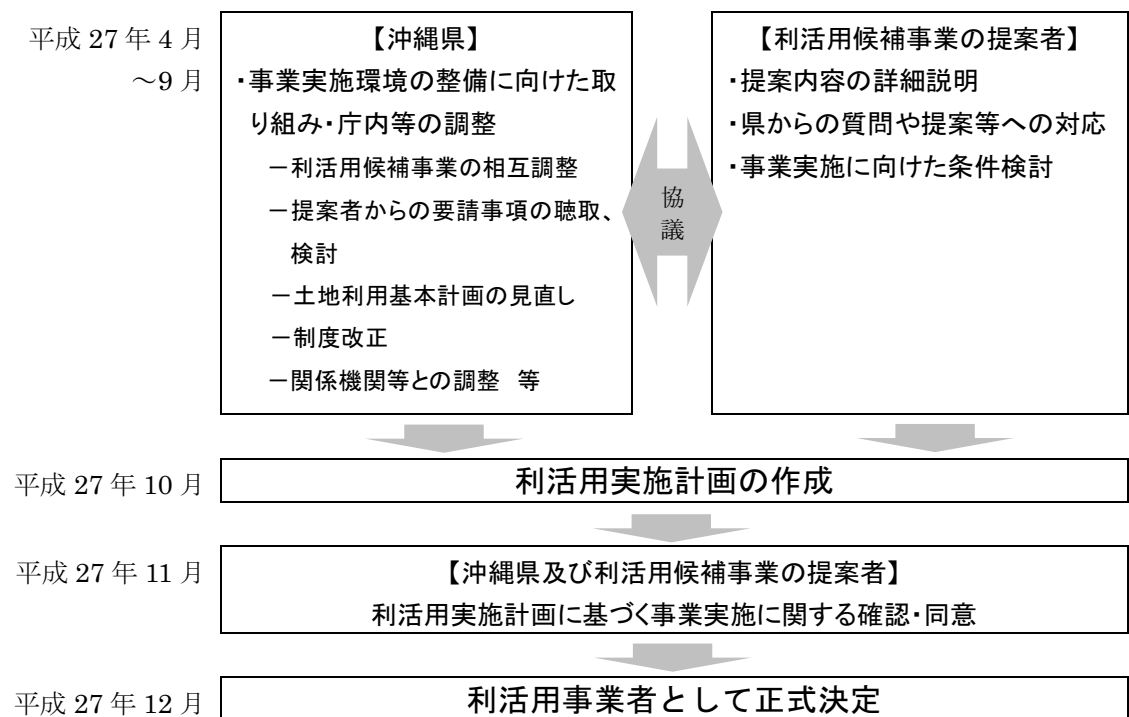 平成 27 年 4 月
～9 月
【沖縄県】
・事業実施環境の整備に向けた取
り組み・庁内等の調整
－利活用候補事業の相互調整
－提案者からの要請事項の聴取、
検討
－土地利用基本計画の見直し
－制度改正
－関係機関等との調整　等
協
議
【利活用候補事業の提案者】
・提案内容の詳細説明
・県からの質問や提案等への対応
・事業実施に向けた条件検討
平成 27 年 10 月
利活用実施計画の作成
平成 27 年 11 月
【沖縄県及び利活用候補事業の提案者】
利活用実施計画に基づく事業実施に関する確認・同意
平成 27 年 12 月
利活用事業者として正式決定